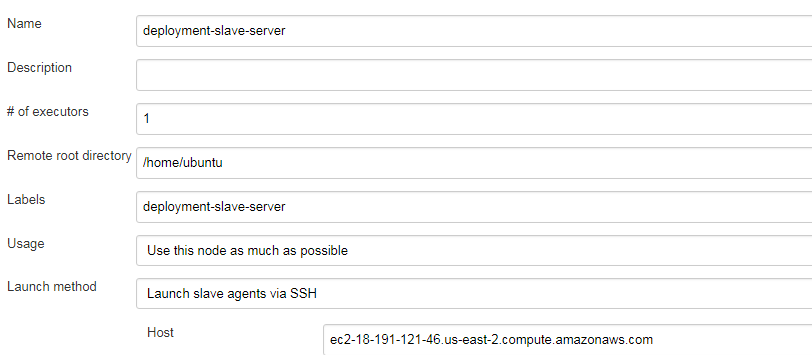 Name deployment-slave-server
Description
# of executors 1
Remote root directory /home/ubuntu
Labels deployment-slave-server
Usage Use this node as much as possible
Launch method Launch slave agents via SSH
Host ec2-18-191-121-46.us-east-2.compute.amazonaws.com